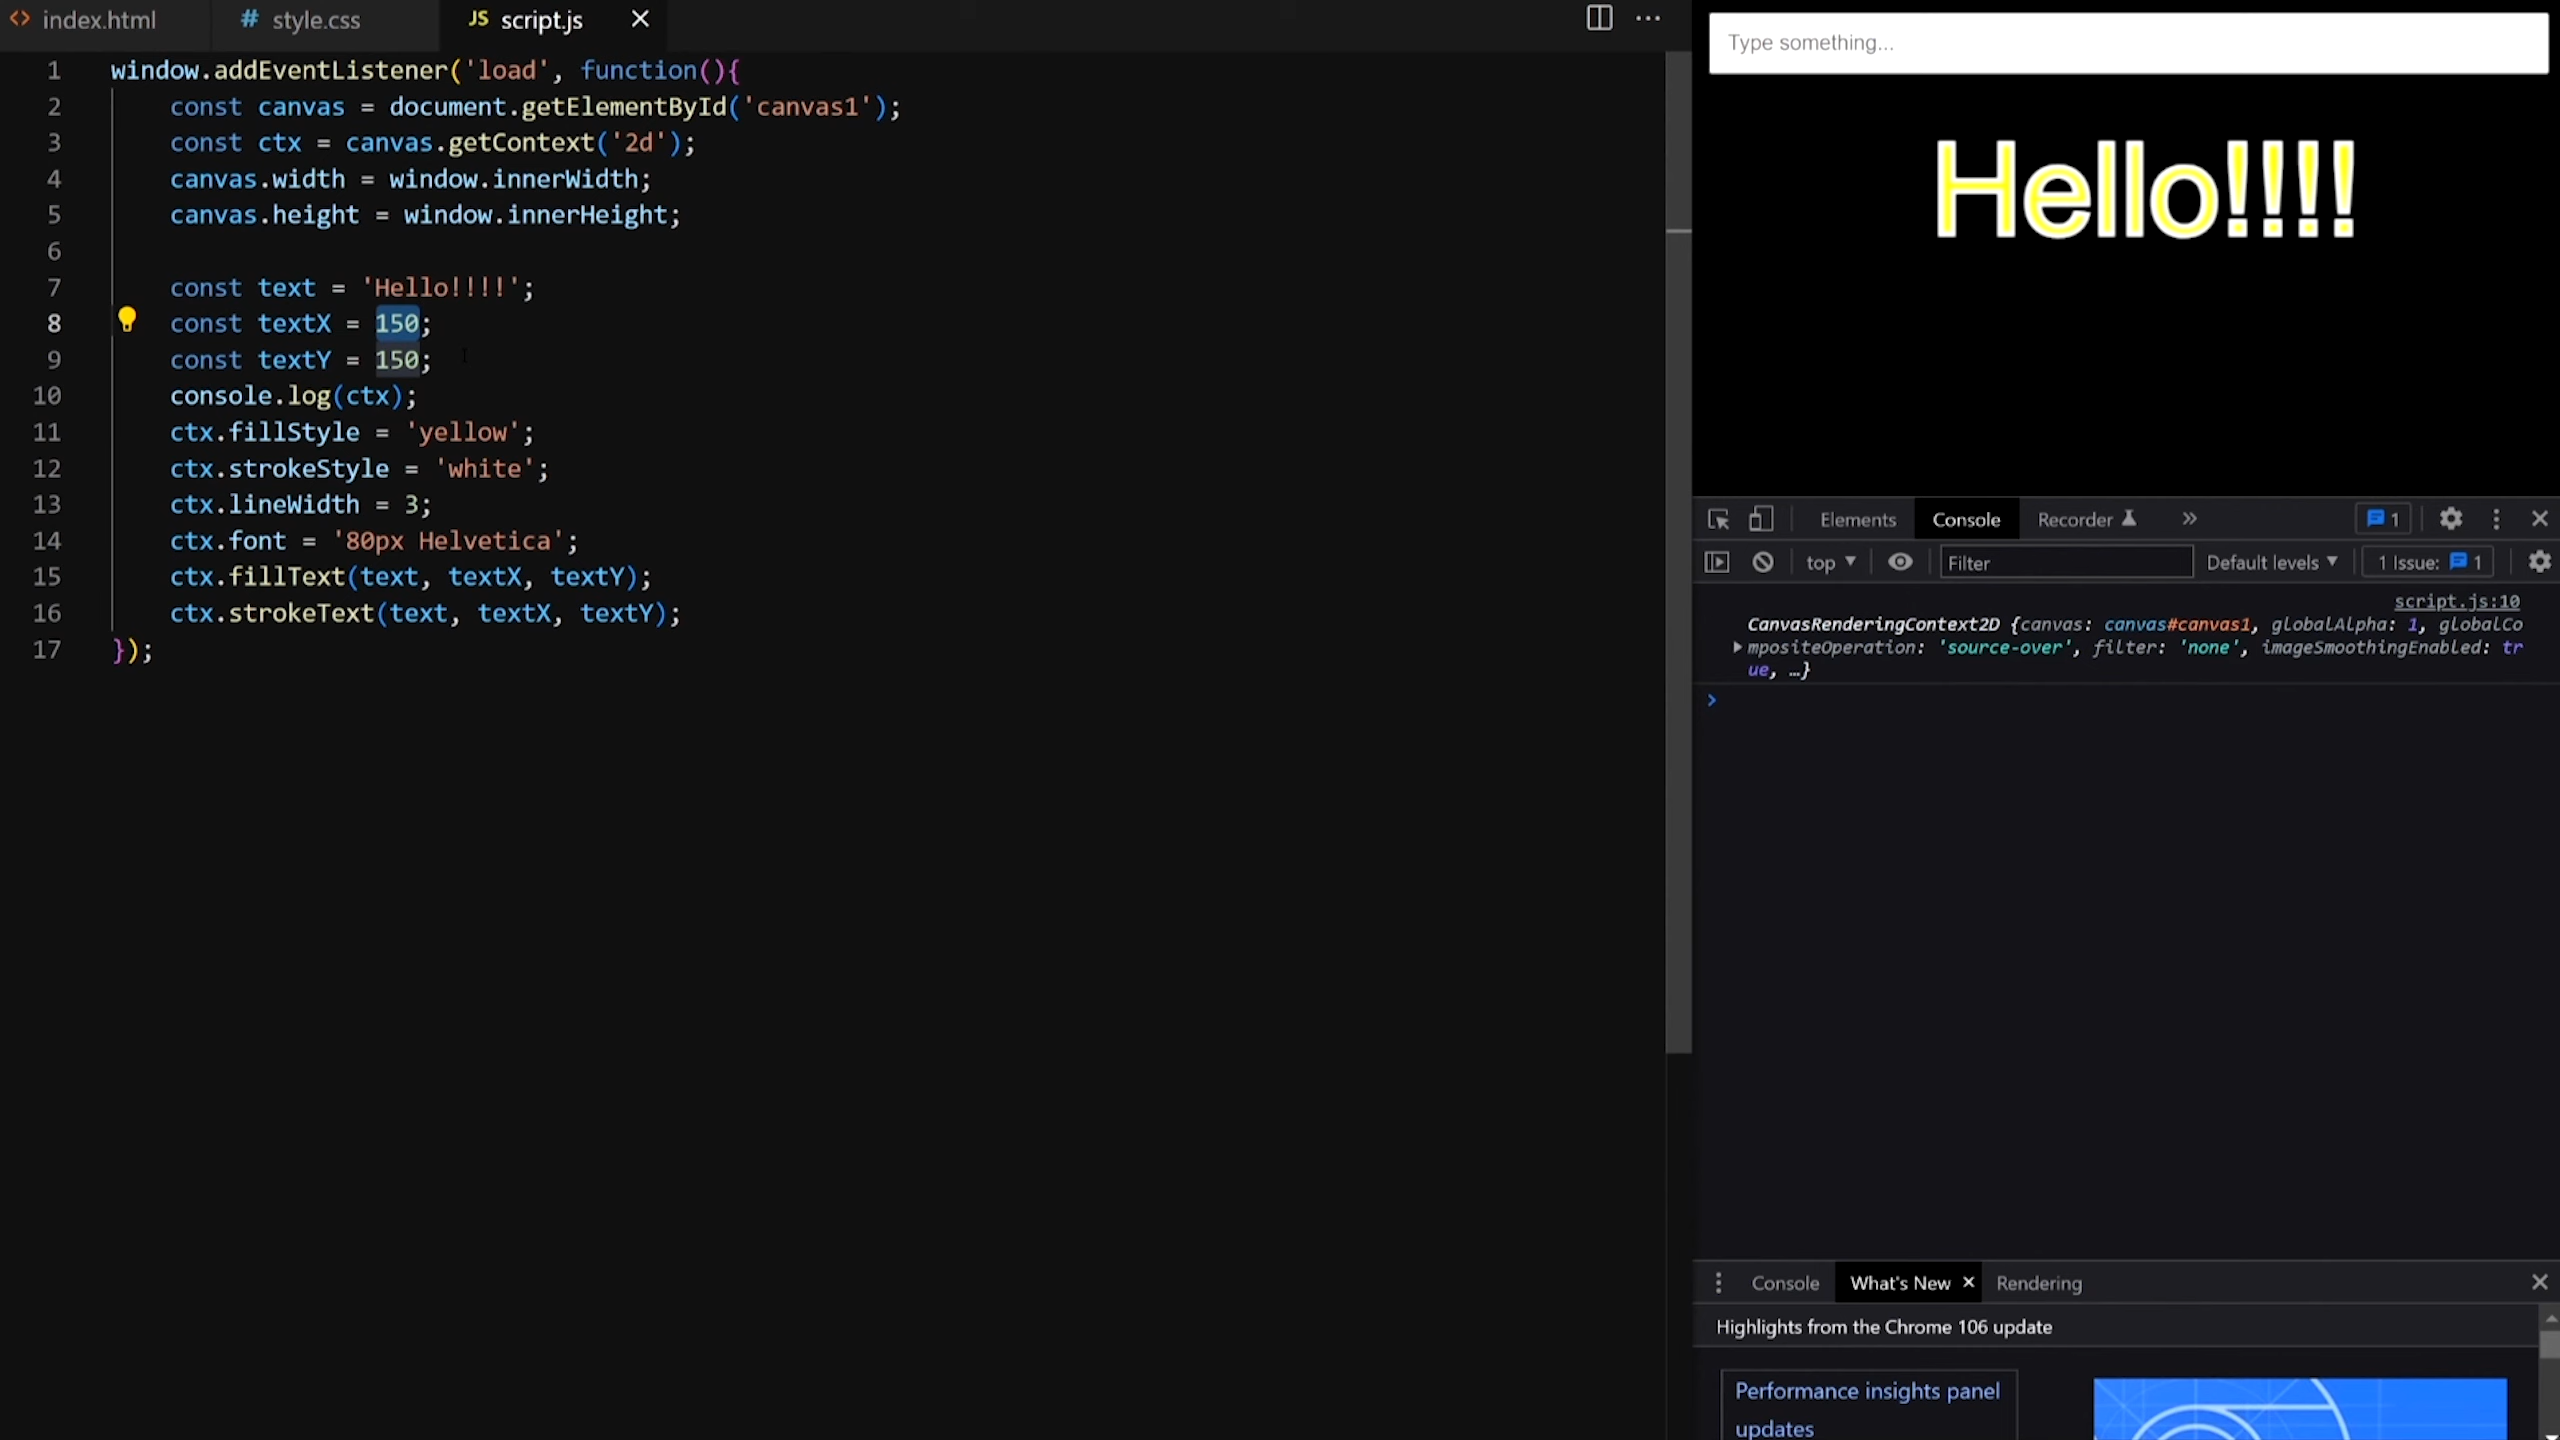 index.html
style.css
JS script.js
1 window.addEventListener('load', function(){
2 const canvas = document.getElementById('canvas1');
3 const ctx = canvas.getContext('2d');
4 canvas.width = window.innerWidth;
5 canvas.height = window.innerHeight;
6
7 const text = 'Hello!!!!';
8 const textX = 150;
9 const textY = 150;
10 console.log(ctx);
11 ctx.fillStyle = 'yellow';
12 ctx.strokeStyle = 'white';
13 ctx.lineWidth = 3;
14 ctx.font = '80px Helvetica';
15 ctx.fillText(text, textX, textY);
16 ctx.strokeText(text, textX, textY);
17 });
Type something...
Hello!!!!
Elements Console Recorder » 1
top Filter Default levels 1 Issue: 1
script.js:10
CanvasRenderingContext2D {canvas: canvas#canvas1, globalAlpha: 1, globalCo
mpositeOperation: 'source-over', filter: 'none', imageSmoothingEnabled: tr
ue, …}
Console What's New Rendering
Highlights from the Chrome 106 update
Performance insights panel
updates